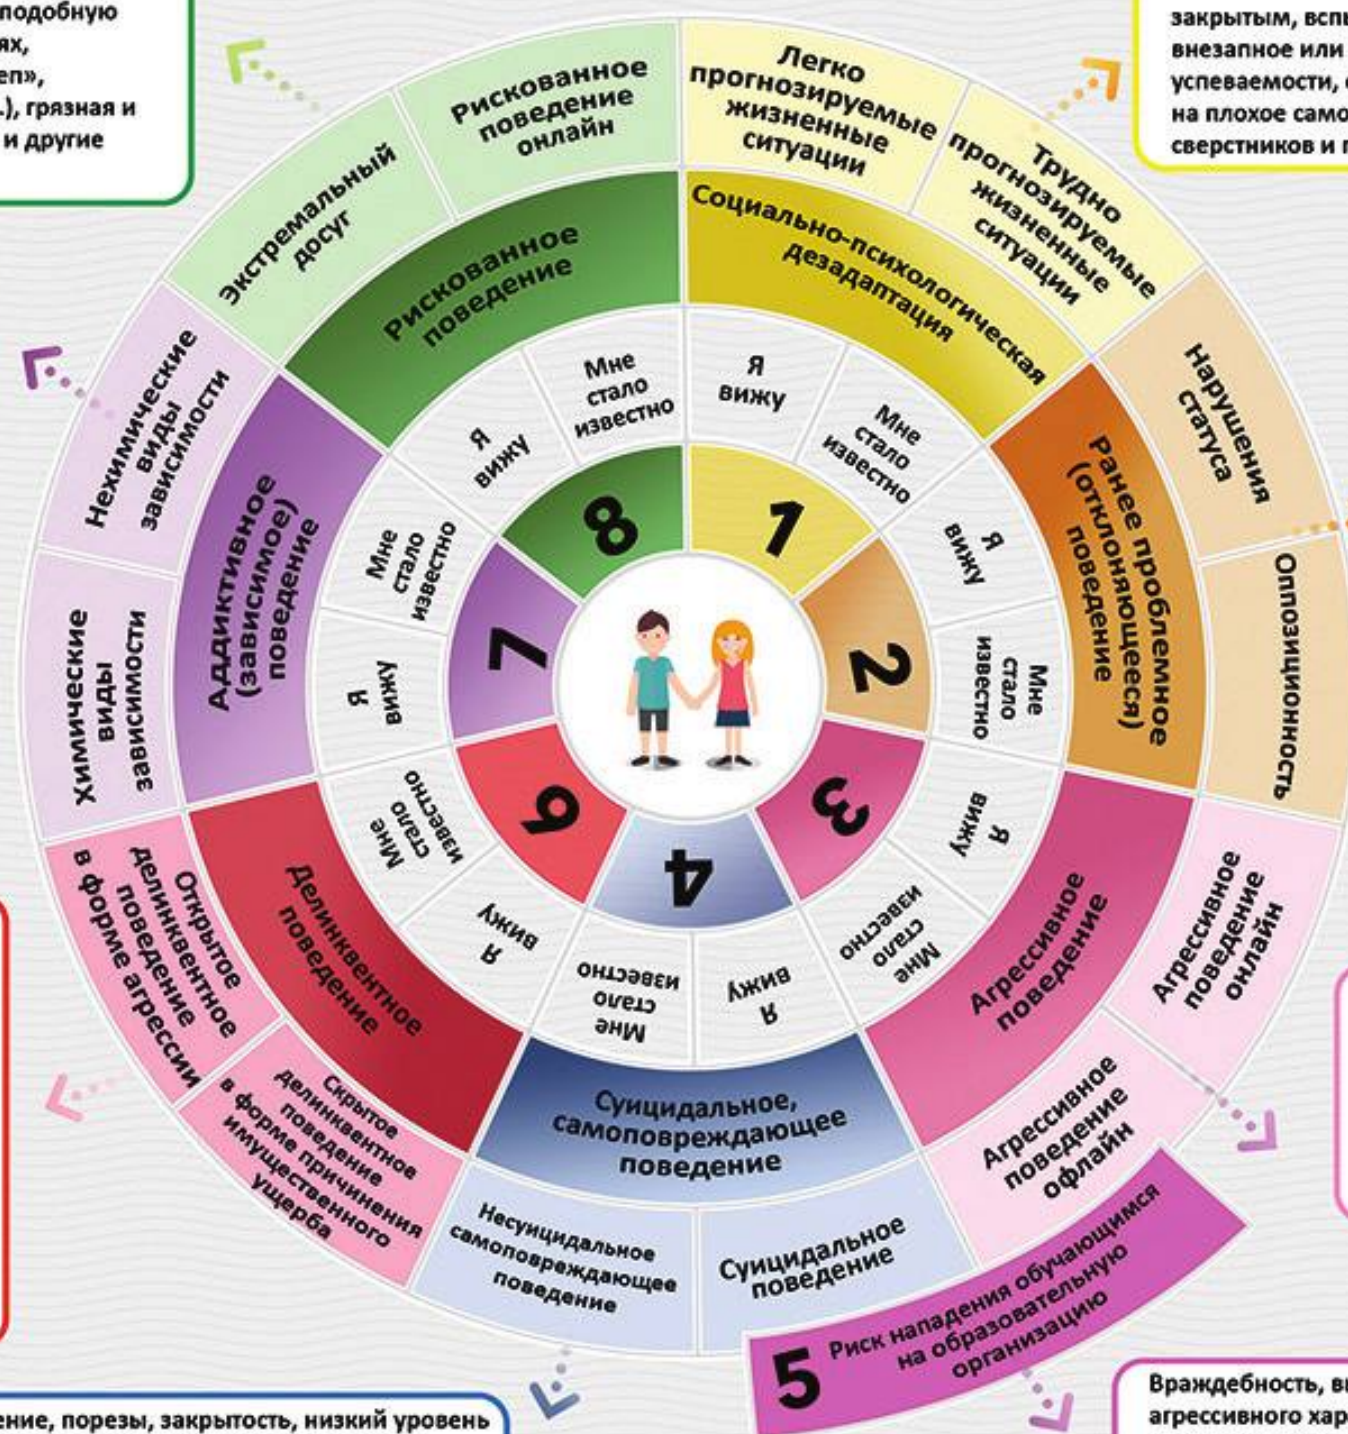 подобную
грязная и
и другие
закрытым,
внезапное или
успеваемости,
на плохое
сверстников и
Рискованное
поведение
онлайн
Экстремальный
досуг
Рискованное
поведение
Легко
прогнозируемые
жизненные
ситуации
Трудно
прогнозируемые
жизненные
ситуации
Социально-психологическая
дезадаптация
Я
вижу
Мне
стало
известно
1
Нарушения
статуса
Оппозиционность
Ранее проблемное
(отклоняющееся)
поведение
Я
вижу
Мне
стало
известно
2
Агрессивное
поведение
онлайн
Агрессивное
поведение
офлайн
Агрессивное
поведение
Я
вижу
Мне
стало
известно
3
Суицидальное,
самоповреждающее
поведение
Суицидальное
поведение
Несуицидальное
самоповреждающее
поведение
Я
вижу
Мне
стало
известно
4
5
Риск нападения обучающимся
на образовательную
организацию
Делинквентное
поведение
Скрытое
делинквентное
поведение
в форме причинения
имущественного
ущерба
Открытое
делинквентное
поведение
в форме агрессии
Я
вижу
Мне
стало
известно
6
Аддиктивное
(зависимое)
поведение
Химические
виды
зависимости
Нехимические
виды
зависимости
Я
вижу
Мне
стало
известно
7
Я
вижу
Мне
стало
известно
8
порезы, закрытость, низкий уровень
Враждебность,
агрессивного